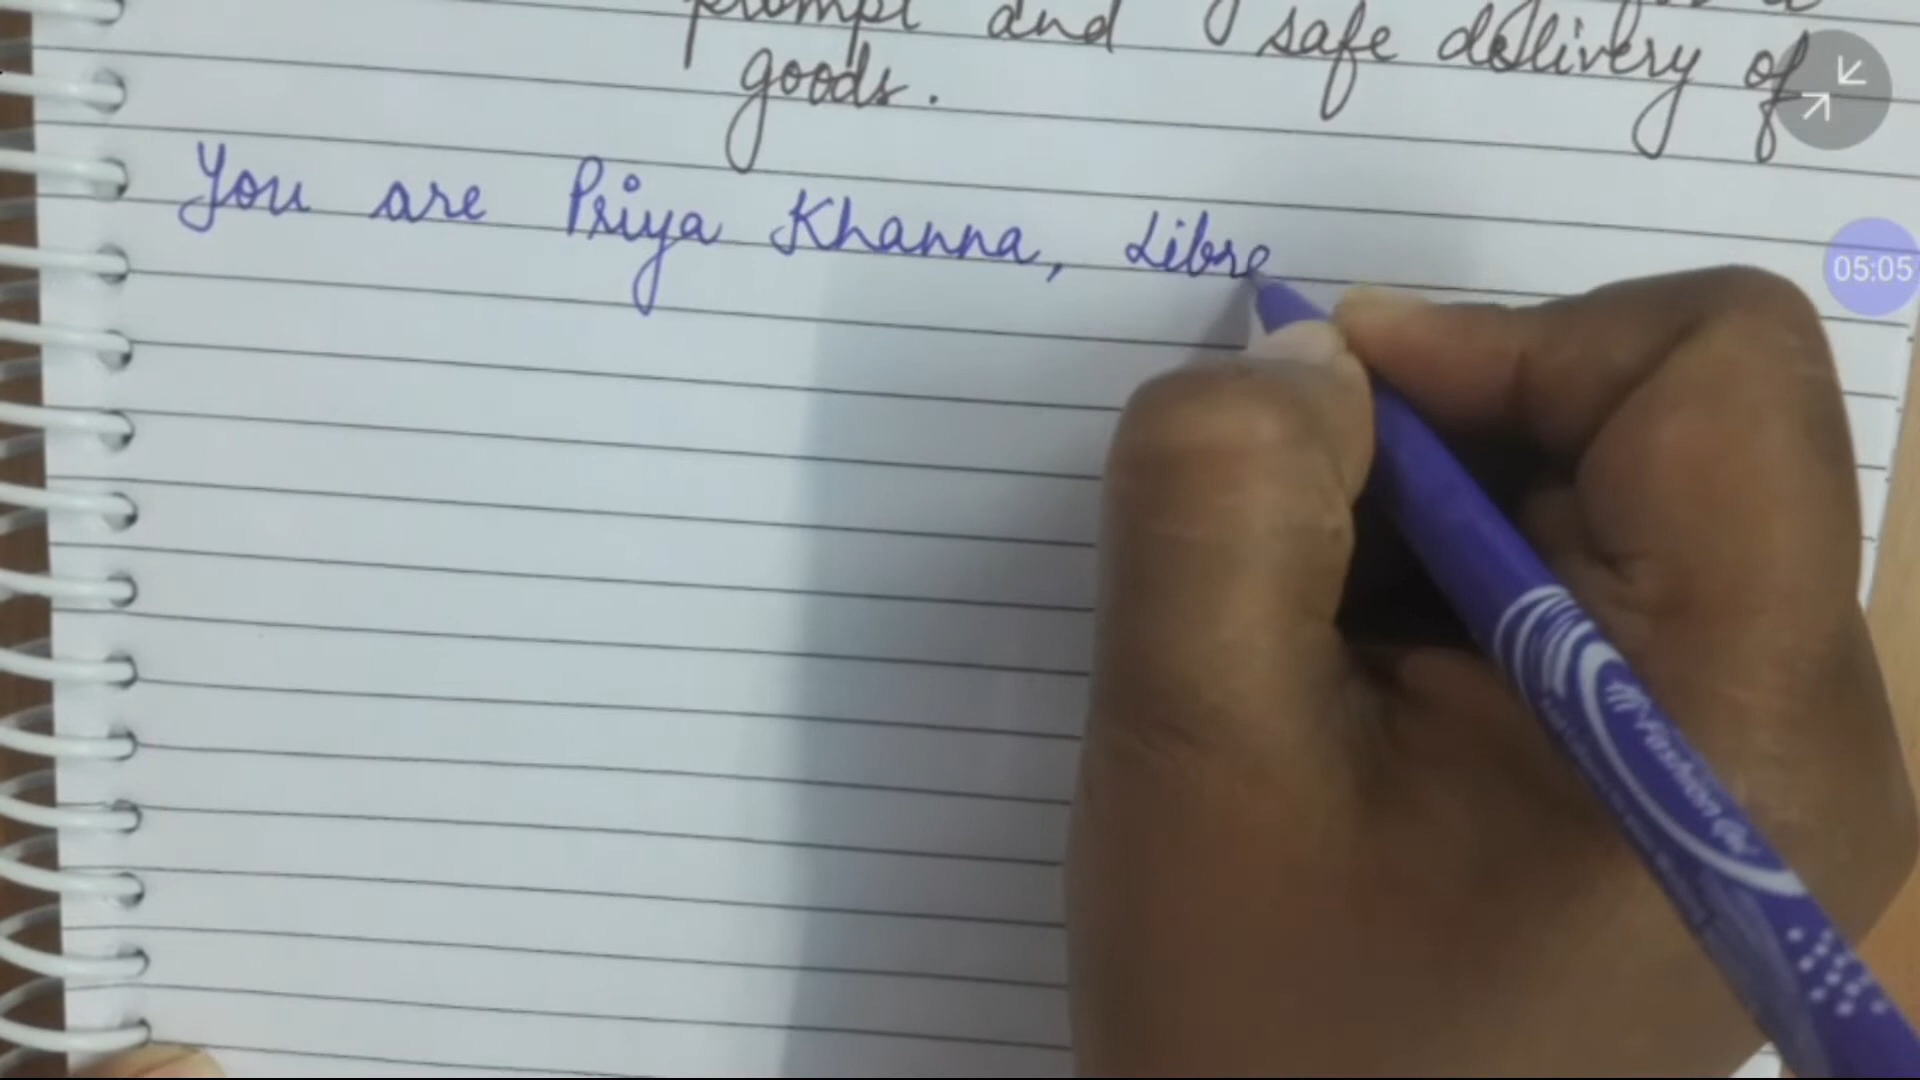 prompt and safe delivery of
goods.
You are Priya Khanna, Libra
05:05